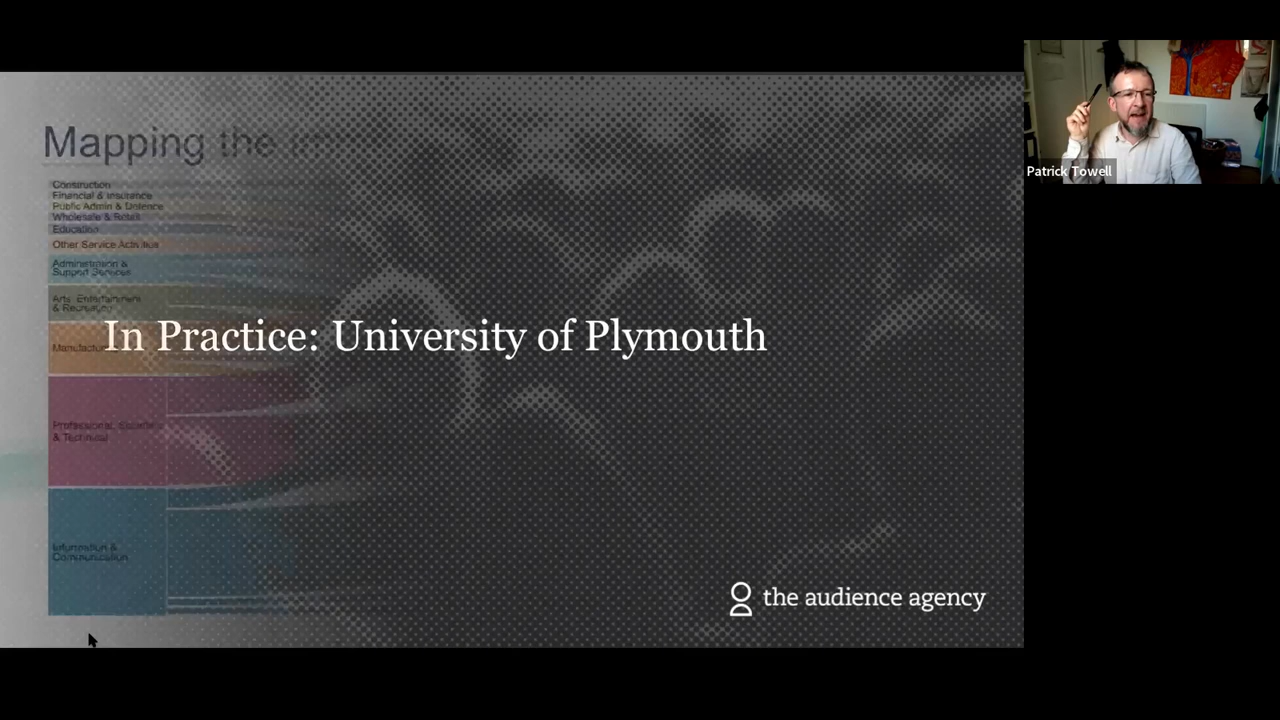 Mapping the
Construction
Financial & Insurance
Public Admin & Defence
Wholesale & Retail
Education
Other Service Activities
Administration &
Support Services
Arts, Entertainment
& Recreation
In Practice: University of Plymouth
Manufacturing
Professional, Scientific
& Technical
Information &
Communication
the audience agency
Patrick Towell